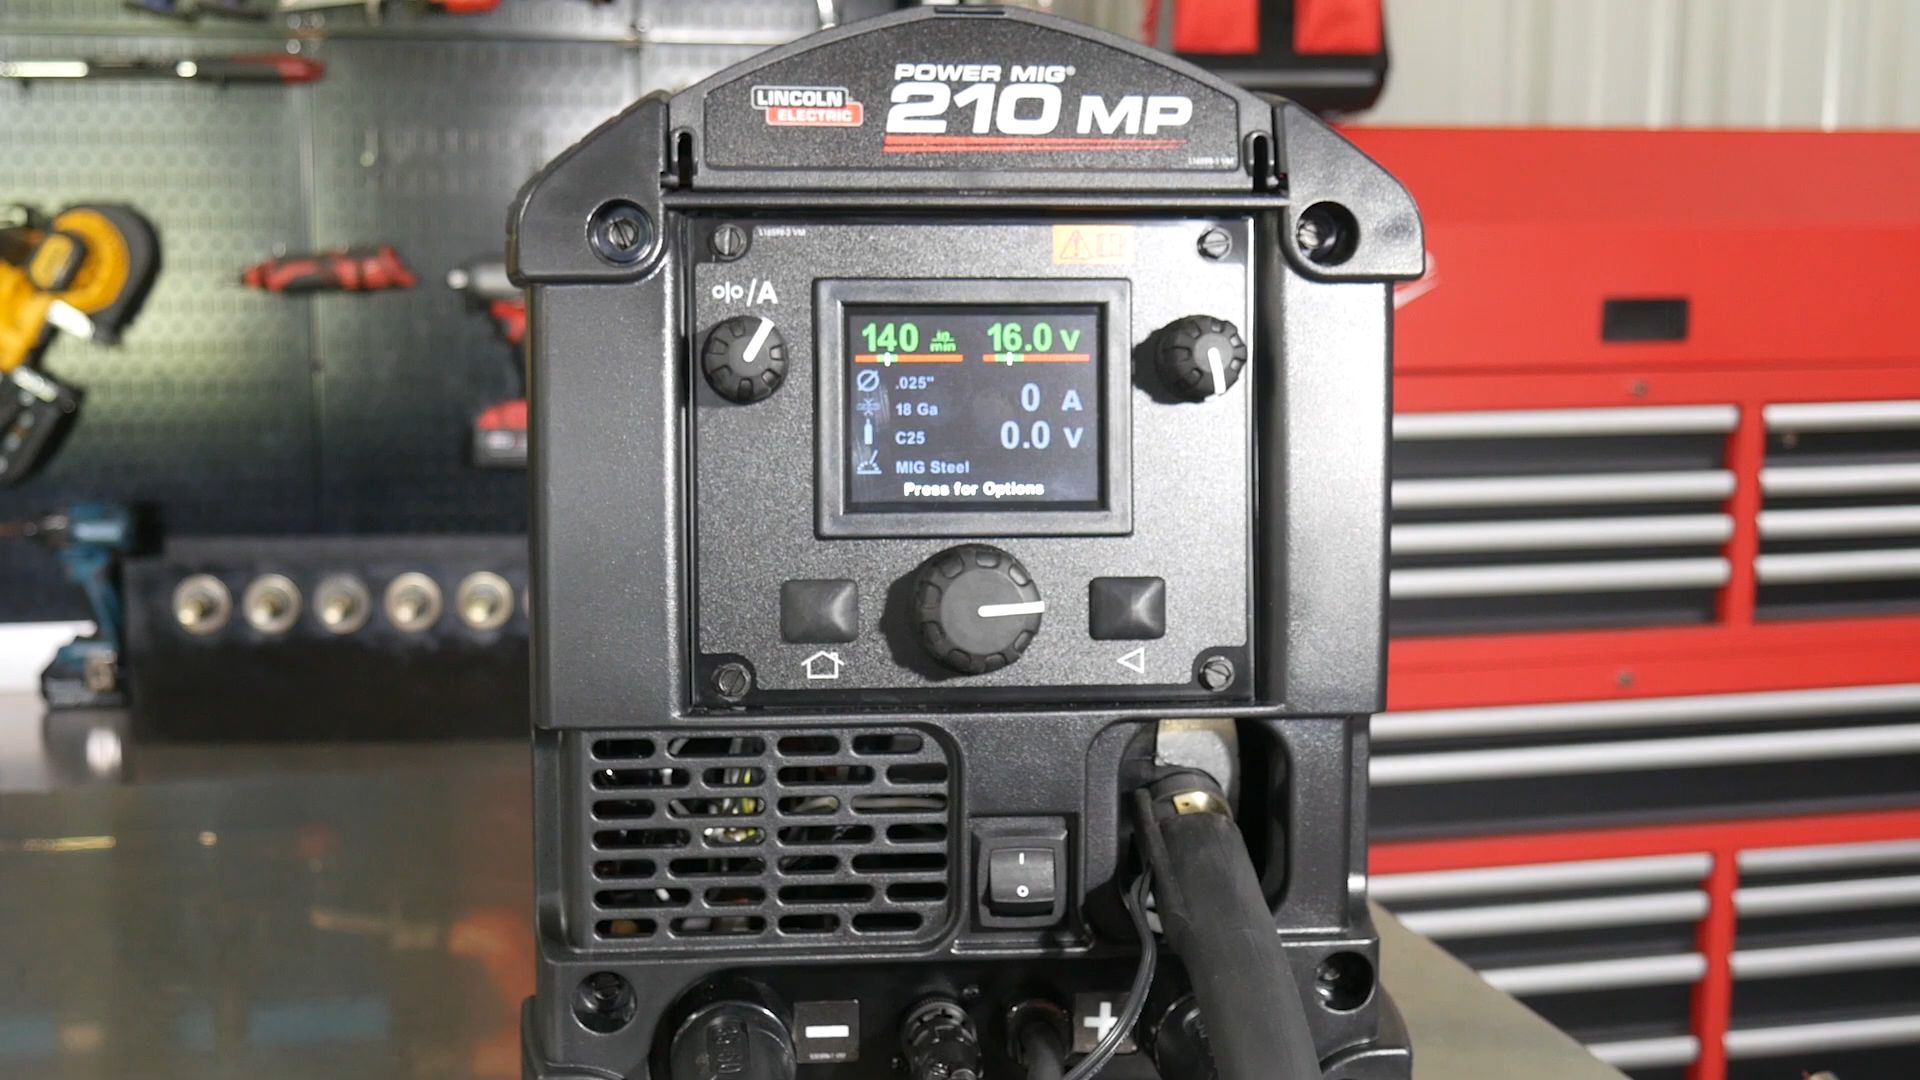 POWER MIG®
LINCOLN
ELECTRIC
210 MP
o|o/A
140 in min
16.0 V
.025"
0 A
18 Ga
C25
0.0 V
MIG Steel
Press for Options